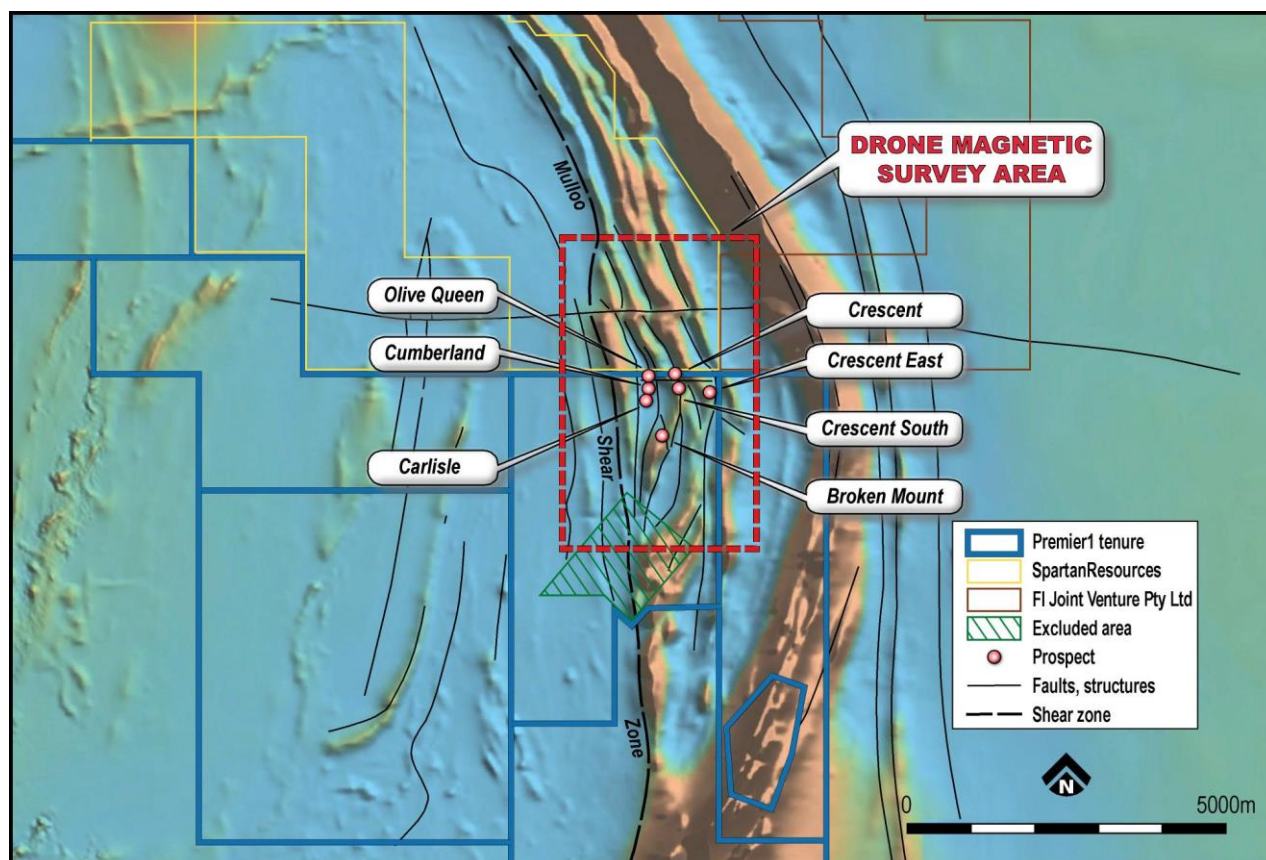 DRONE MAGNETIC
SURVEY AREA
Mulloo
Olive Queen
Crescent
Cumberland
Crescent East
Crescent South
Carlisle
Shear
Broken Mount
Premier1 tenure
SpartanResources
FI Joint Venture Pty Ltd
Excluded area
Prospect
Faults, structures
Shear zone
Zone
N
0
5000m